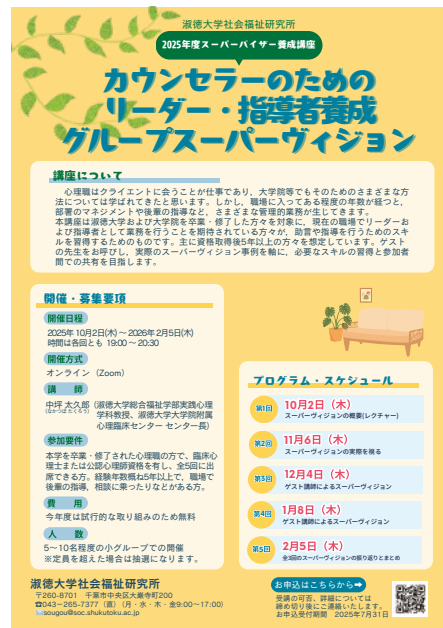 淑徳大学社会福祉研究所
2025年度スーパーバイザー養成講座
カウンセラーのための
リーダー・指導者養成
グループスーパーヴィジョン
講座について
心理職はクライエントに会うことが仕事であり、大学院等でもそのためのさまざまな方
法については学ばれてきたと思います。しかし、職場に入ってある程度の年数が経つと、
部署のマネジメントや後輩の指導など、さまざまな管理的業務が生じてきます。
本講座は淑徳大学および大学院を卒業・修了した方々を対象に、現在の職場でリーダーお
よび指導者として業務を行うことを期待されている方々が、助言や指導を行うためのスキ
ルを習得するためのものです。主に資格取得後5年以上の方々を想定しています。ゲスト
の先生をお呼びし、実際のスーパーヴィジョン事例を軸に、必要なスキルの習得と参加者
間での共有を目指します。
開催・募集要項
開催日程
2025年10月2日(木)～2026年2月5日(木)
時間は各回とも 19:00～20:30
開催方式
オンライン（Zoom）
講 師
中坪 太久郎（淑徳大学総合福祉学部実践心理
(なかつぼ たくろう)
学科教授、淑徳大学大学院附属
心理臨床センター センター長）
参加要件
本学を卒業・修了された心理職の方で、臨床心
理士または公認心理師資格を有し、全5回に出
席できる方。経験年数概ね5年以上で、職場で
後輩の指導、相談に乗ったりなどがある方。
費 用
今年度は試行的な取り組みのため無料
人 数
5～10名程度の小グループでの開催
※定員を超えた場合は抽選になります。
プログラム・スケジュール
第1回 10月2日（木）
スーパーヴィジョンの概要(レクチャー)
第2回 11月6日（木）
スーパーヴィジョンの実際を視る
第3回 12月4日（木）
ゲスト講師によるスーパーヴィジョン
第4回 1月8日（木）
ゲスト講師によるスーパーヴィジョン
第5回 2月5日（木）
全3回のスーパーヴィジョンの振り返りとまとめ
淑徳大学社会福祉研究所
〒260-8701 千葉市中央区大巌寺町200
☎043－265-7377（直）（月・水・木・金9:00～17:00）
✉sougou@soc.shukutoku.ac.jp
お申込はこちらから➡
受講の可否、詳細については
締め切り後にご連絡いたします。
お申込受付期間 2025年7月31日